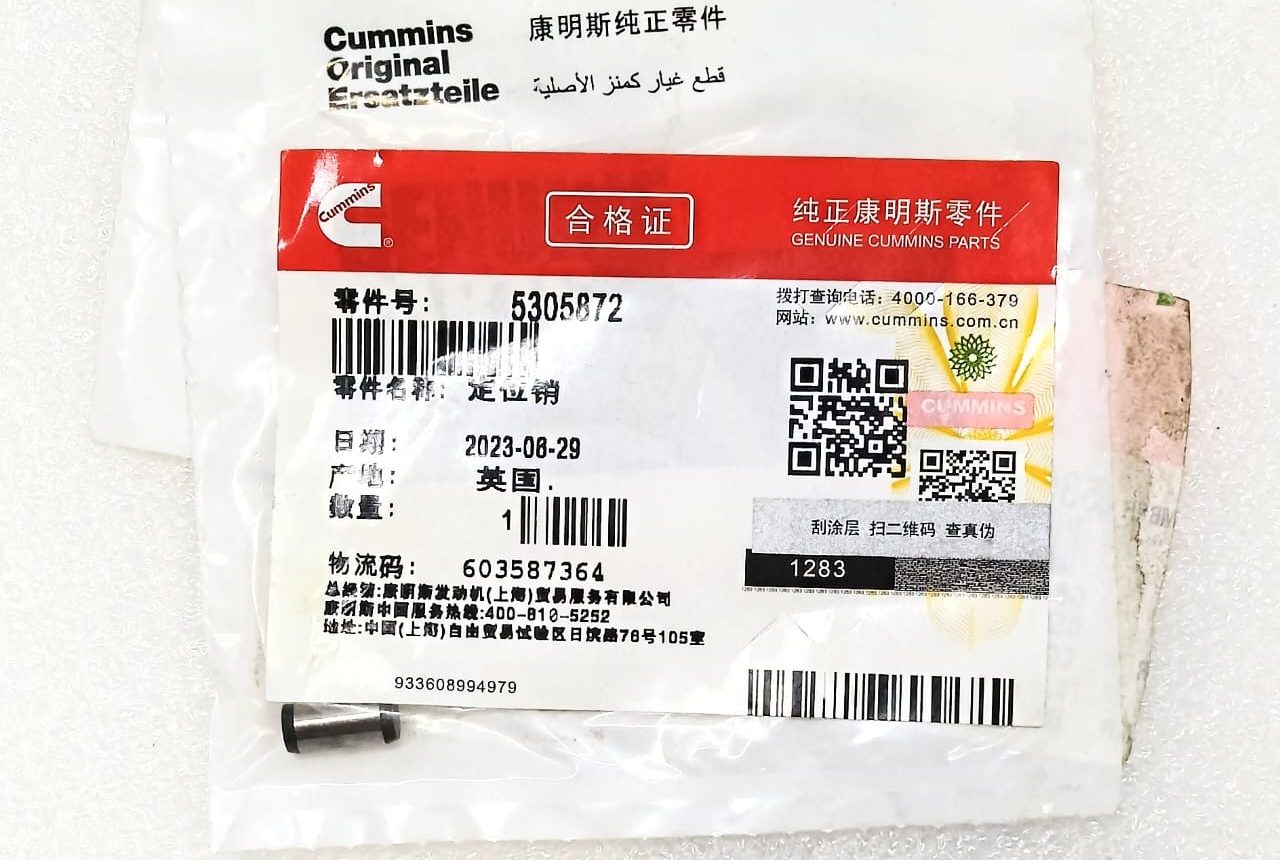 Cummins
Original
Ersatzteile
康明斯纯正零件
قطع غيار كمنز الأصلية
Cummins
®
合格证
纯正康明斯零件
GENUINE CUMMINS PARTS
零件号: 5305872
拨打查询电话: 4000-166-379
网站: www.cummins.com.cn
零件名称: 定位销
CUMMINS
日期: 2023-06-29
产地: 英国.
数量: 1
刮涂层 扫二维码 查真伪
1283
物流码: 603587364
总经销:康明斯发动机(上海)贸易服务有限公司
康明斯中国服务热线:400-810-5252
地址:中国(上海)自由贸易试验区日滨路76号105室
933608994979